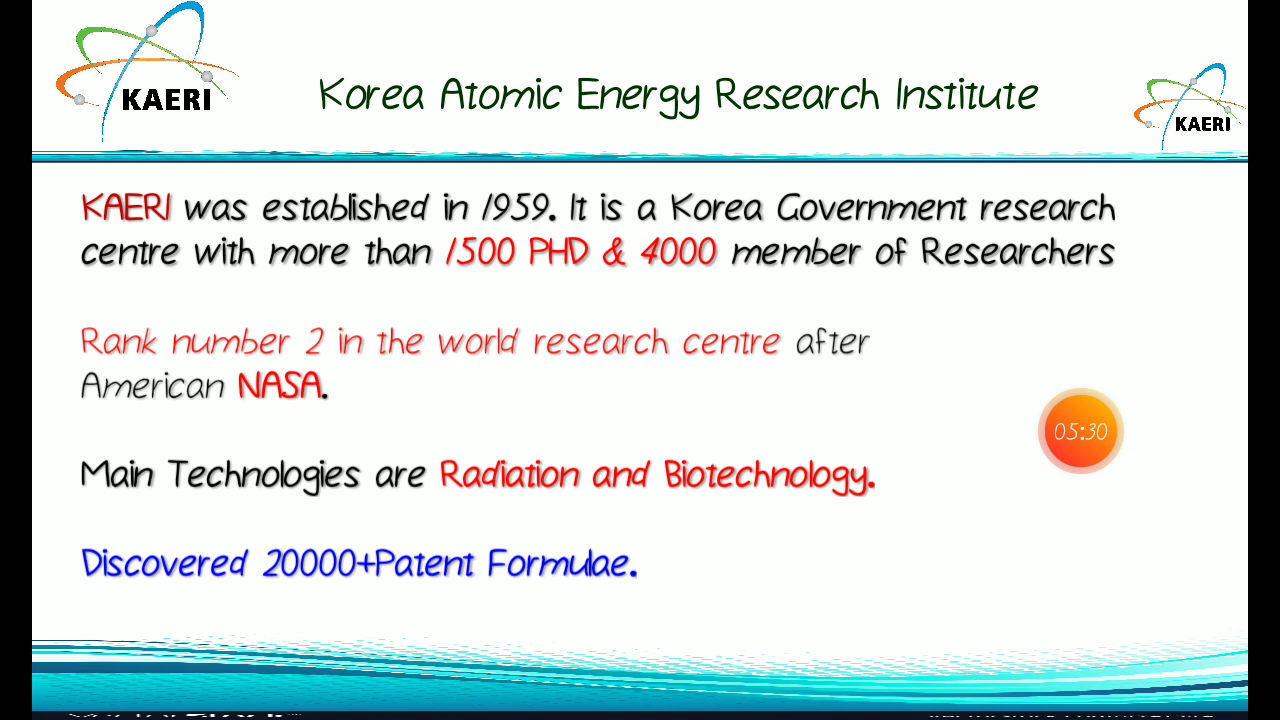 KAERI
Korea Atomic Energy Research Institute
KAERI
KAERI was established in 1959. It is a Korea Government research
centre with more than 1500 PHD & 4000 member of Researchers
Rank number 2 in the world research centre after
American NASA.
05:30
Main Technologies are Radiation and Biotechnology.
Discovered 20000+Patent Formulae.